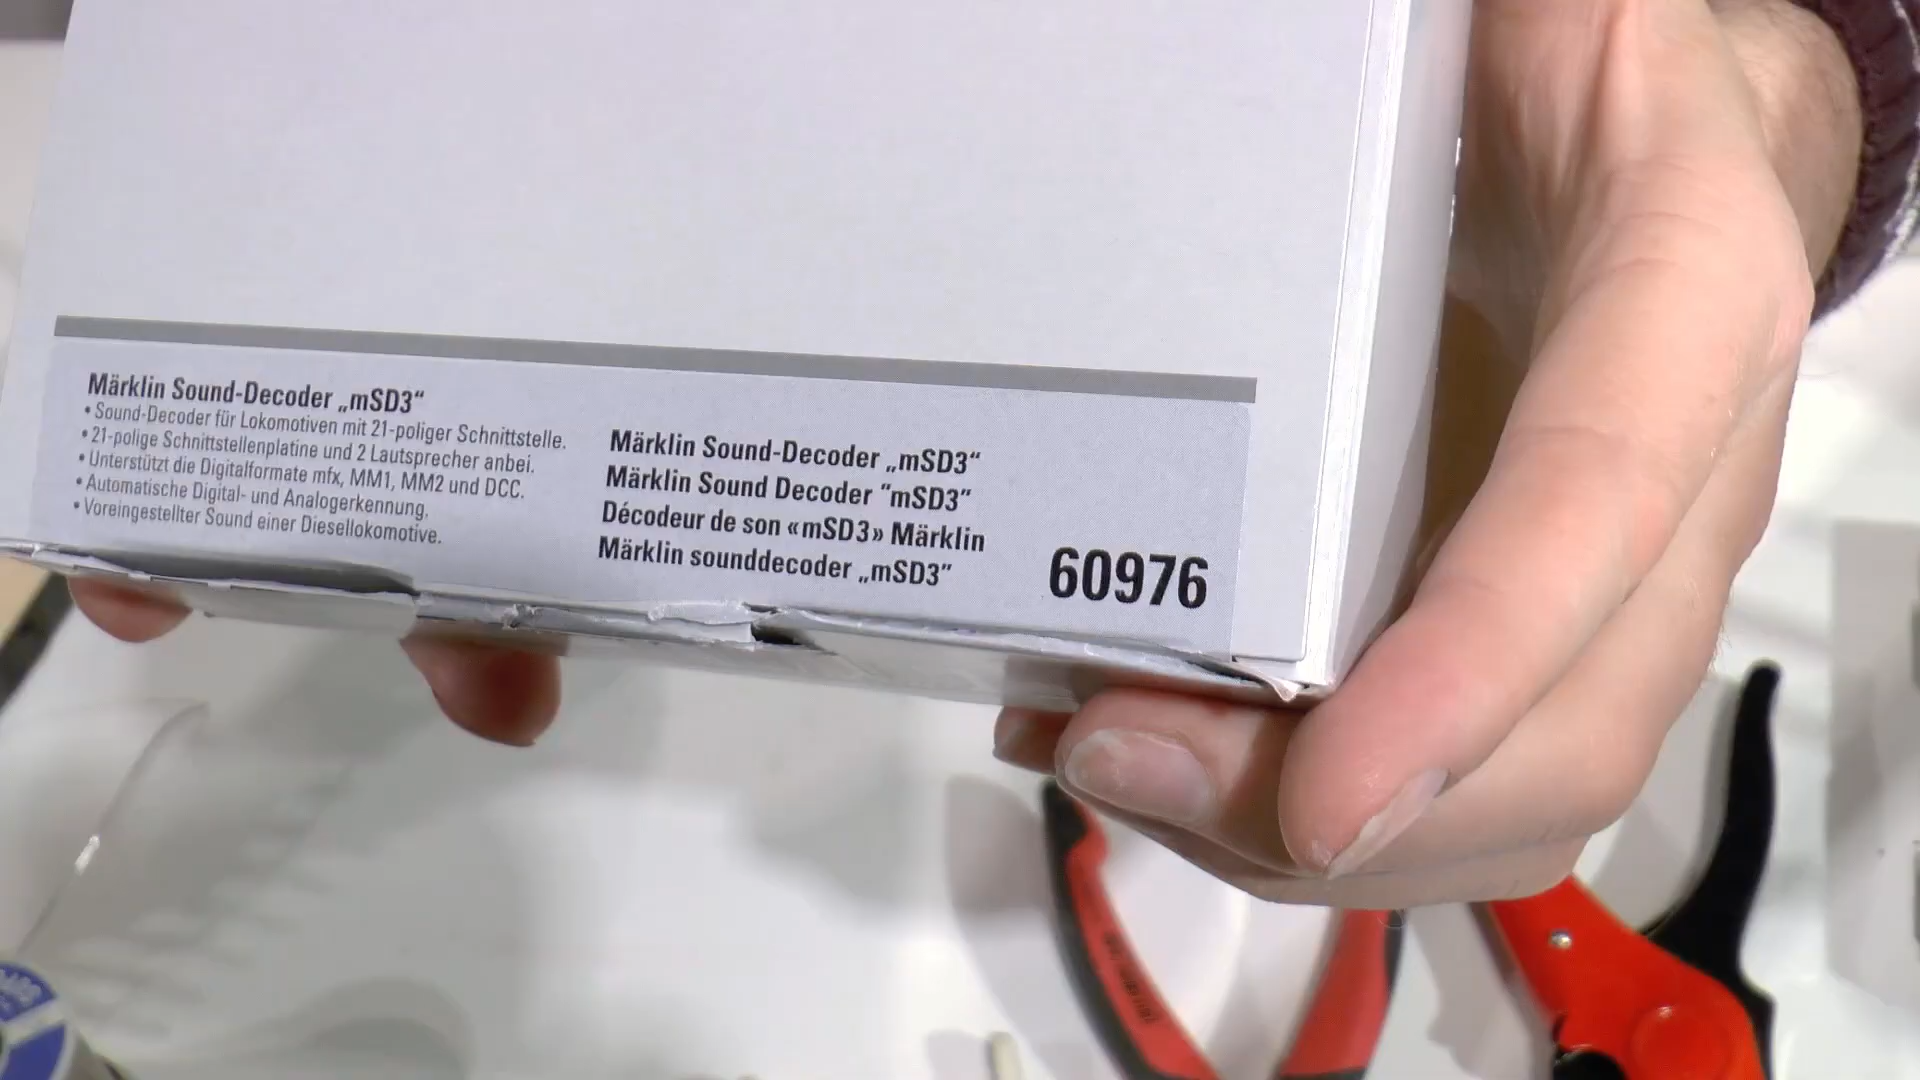 Märklin Sound-Decoder „mSD3“
• Sound-Decoder für Lokomotiven mit 21-poliger Schnittstelle.
• 21-polige Schnittstellenplatine und 2 Lautsprecher anbei.
• Unterstützt die Digitalformate mfx, MM1, MM2 und DCC.
• Automatische Digital- und Analogerkennung.
• Voreingestellter Sound einer Diesellokomotive.
Märklin Sound-Decoder „mSD3“
Märklin Sound Decoder "mSD3"
Décodeur de son «mSD3» Märklin
Märklin sounddecoder „mSD3”
60976